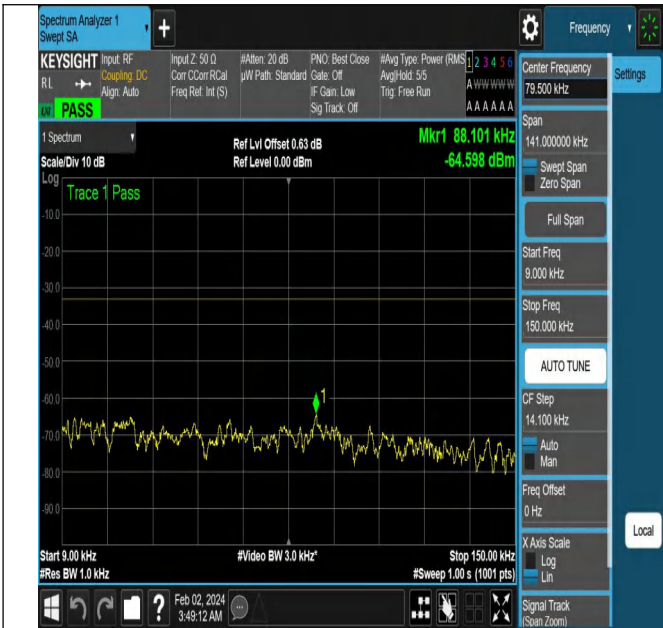 Spectrum Analyzer 1
Swept SA
Frequency
KEYSIGHT
RL
PASS
Input: RF
Coupling: DC
Align: Auto
Input Z: 50 Ω
Corr CCorr RCal
Freq Ref: Int (S)
#Atten: 20 dB
µW Path: Standard
PNO: Best Close
Gate: Off
IF Gain: Low
Sig Track: Off
#Avg Type: Power (RMS
Avg|Hold: 5/5
Trig: Free Run
1 2 3 4 5 6
A W W W W W
A A A A A A
1 Spectrum
Scale/Div 10 dB
Log
Ref Lvl Offset 0.63 dB
Ref Level 0.00 dBm
Mkr1 88.101 kHz
-64.598 dBm
Trace 1 Pass
-10.0
-20.0
-30.0
-40.0
-50.0
-60.0
-70.0
-80.0
-90.0
1
Start 9.00 kHz
#Res BW 1.0 kHz
#Video BW 3.0 kHz*
Stop 150.00 kHz
#Sweep 1.00 s (1001 pts)
Feb 02, 2024
3:49:12 AM
Center Frequency
79.500 kHz
Span
141.000000 kHz
Swept Span
Zero Span
Full Span
Start Freq
9.000 kHz
Stop Freq
150.000 kHz
AUTO TUNE
CF Step
14.100 kHz
Auto
Man
Freq Offset
0 Hz
X Axis Scale
Log
Lin
Signal Track
(Span Zoom)
Settings
Local